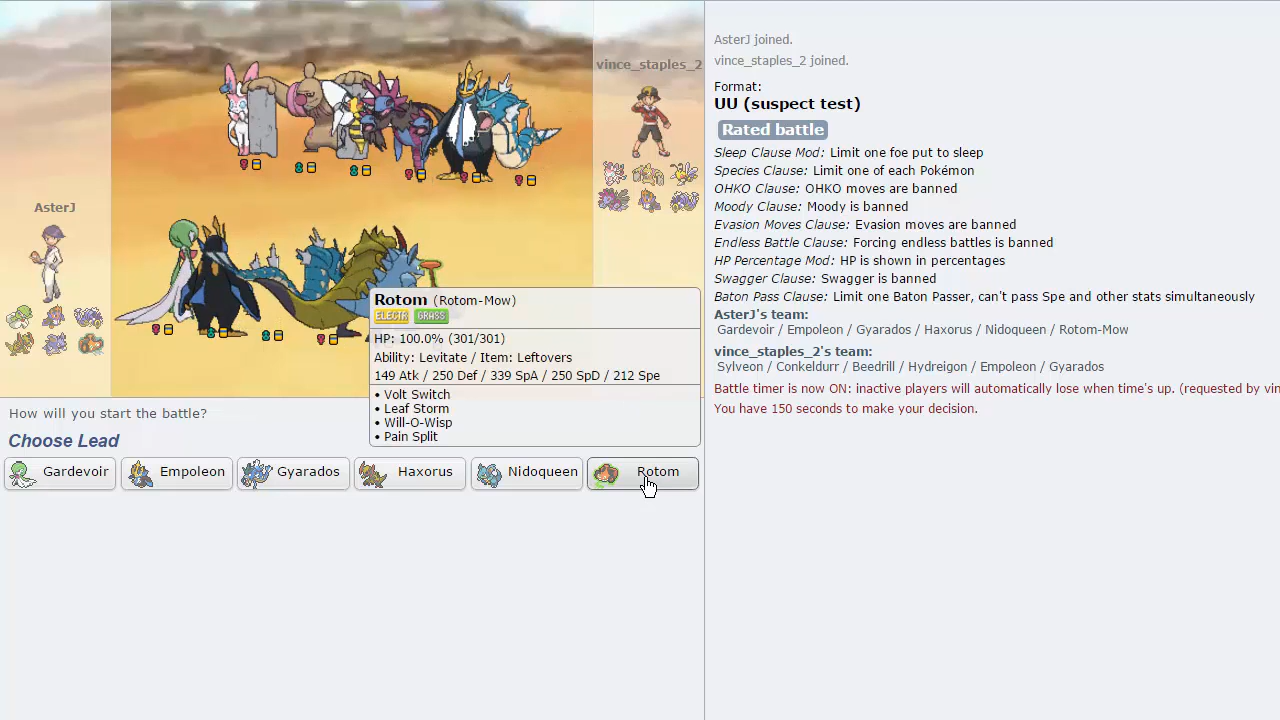 vince_staples_2
AsterJ
Rotom (Rotom-Mow)
ELECTR GRASS
HP: 100.0% (301/301)
Ability: Levitate / Item: Leftovers
149 Atk / 250 Def / 339 SpA / 250 SpD / 212 Spe
• Volt Switch
• Leaf Storm
• Will-O-Wisp
• Pain Split
How will you start the battle?
Choose Lead
Gardevoir Empoleon Gyarados Haxorus Nidoqueen Rotom
AsterJ joined.
vince_staples_2 joined.
Format:
UU (suspect test)
Rated battle
Sleep Clause Mod: Limit one foe put to sleep
Species Clause: Limit one of each Pokémon
OHKO Clause: OHKO moves are banned
Moody Clause: Moody is banned
Evasion Moves Clause: Evasion moves are banned
Endless Battle Clause: Forcing endless battles is banned
HP Percentage Mod: HP is shown in percentages
Swagger Clause: Swagger is banned
Baton Pass Clause: Limit one Baton Passer, can't pass Spe and other stats simultaneously
AsterJ's team:
Gardevoir / Empoleon / Gyarados / Haxorus / Nidoqueen / Rotom-Mow
vince_staples_2's team:
Sylveon / Conkeldurr / Beedrill / Hydreigon / Empoleon / Gyarados
Battle timer is now ON: inactive players will automatically lose when time's up. (requested by vin
You have 150 seconds to make your decision.